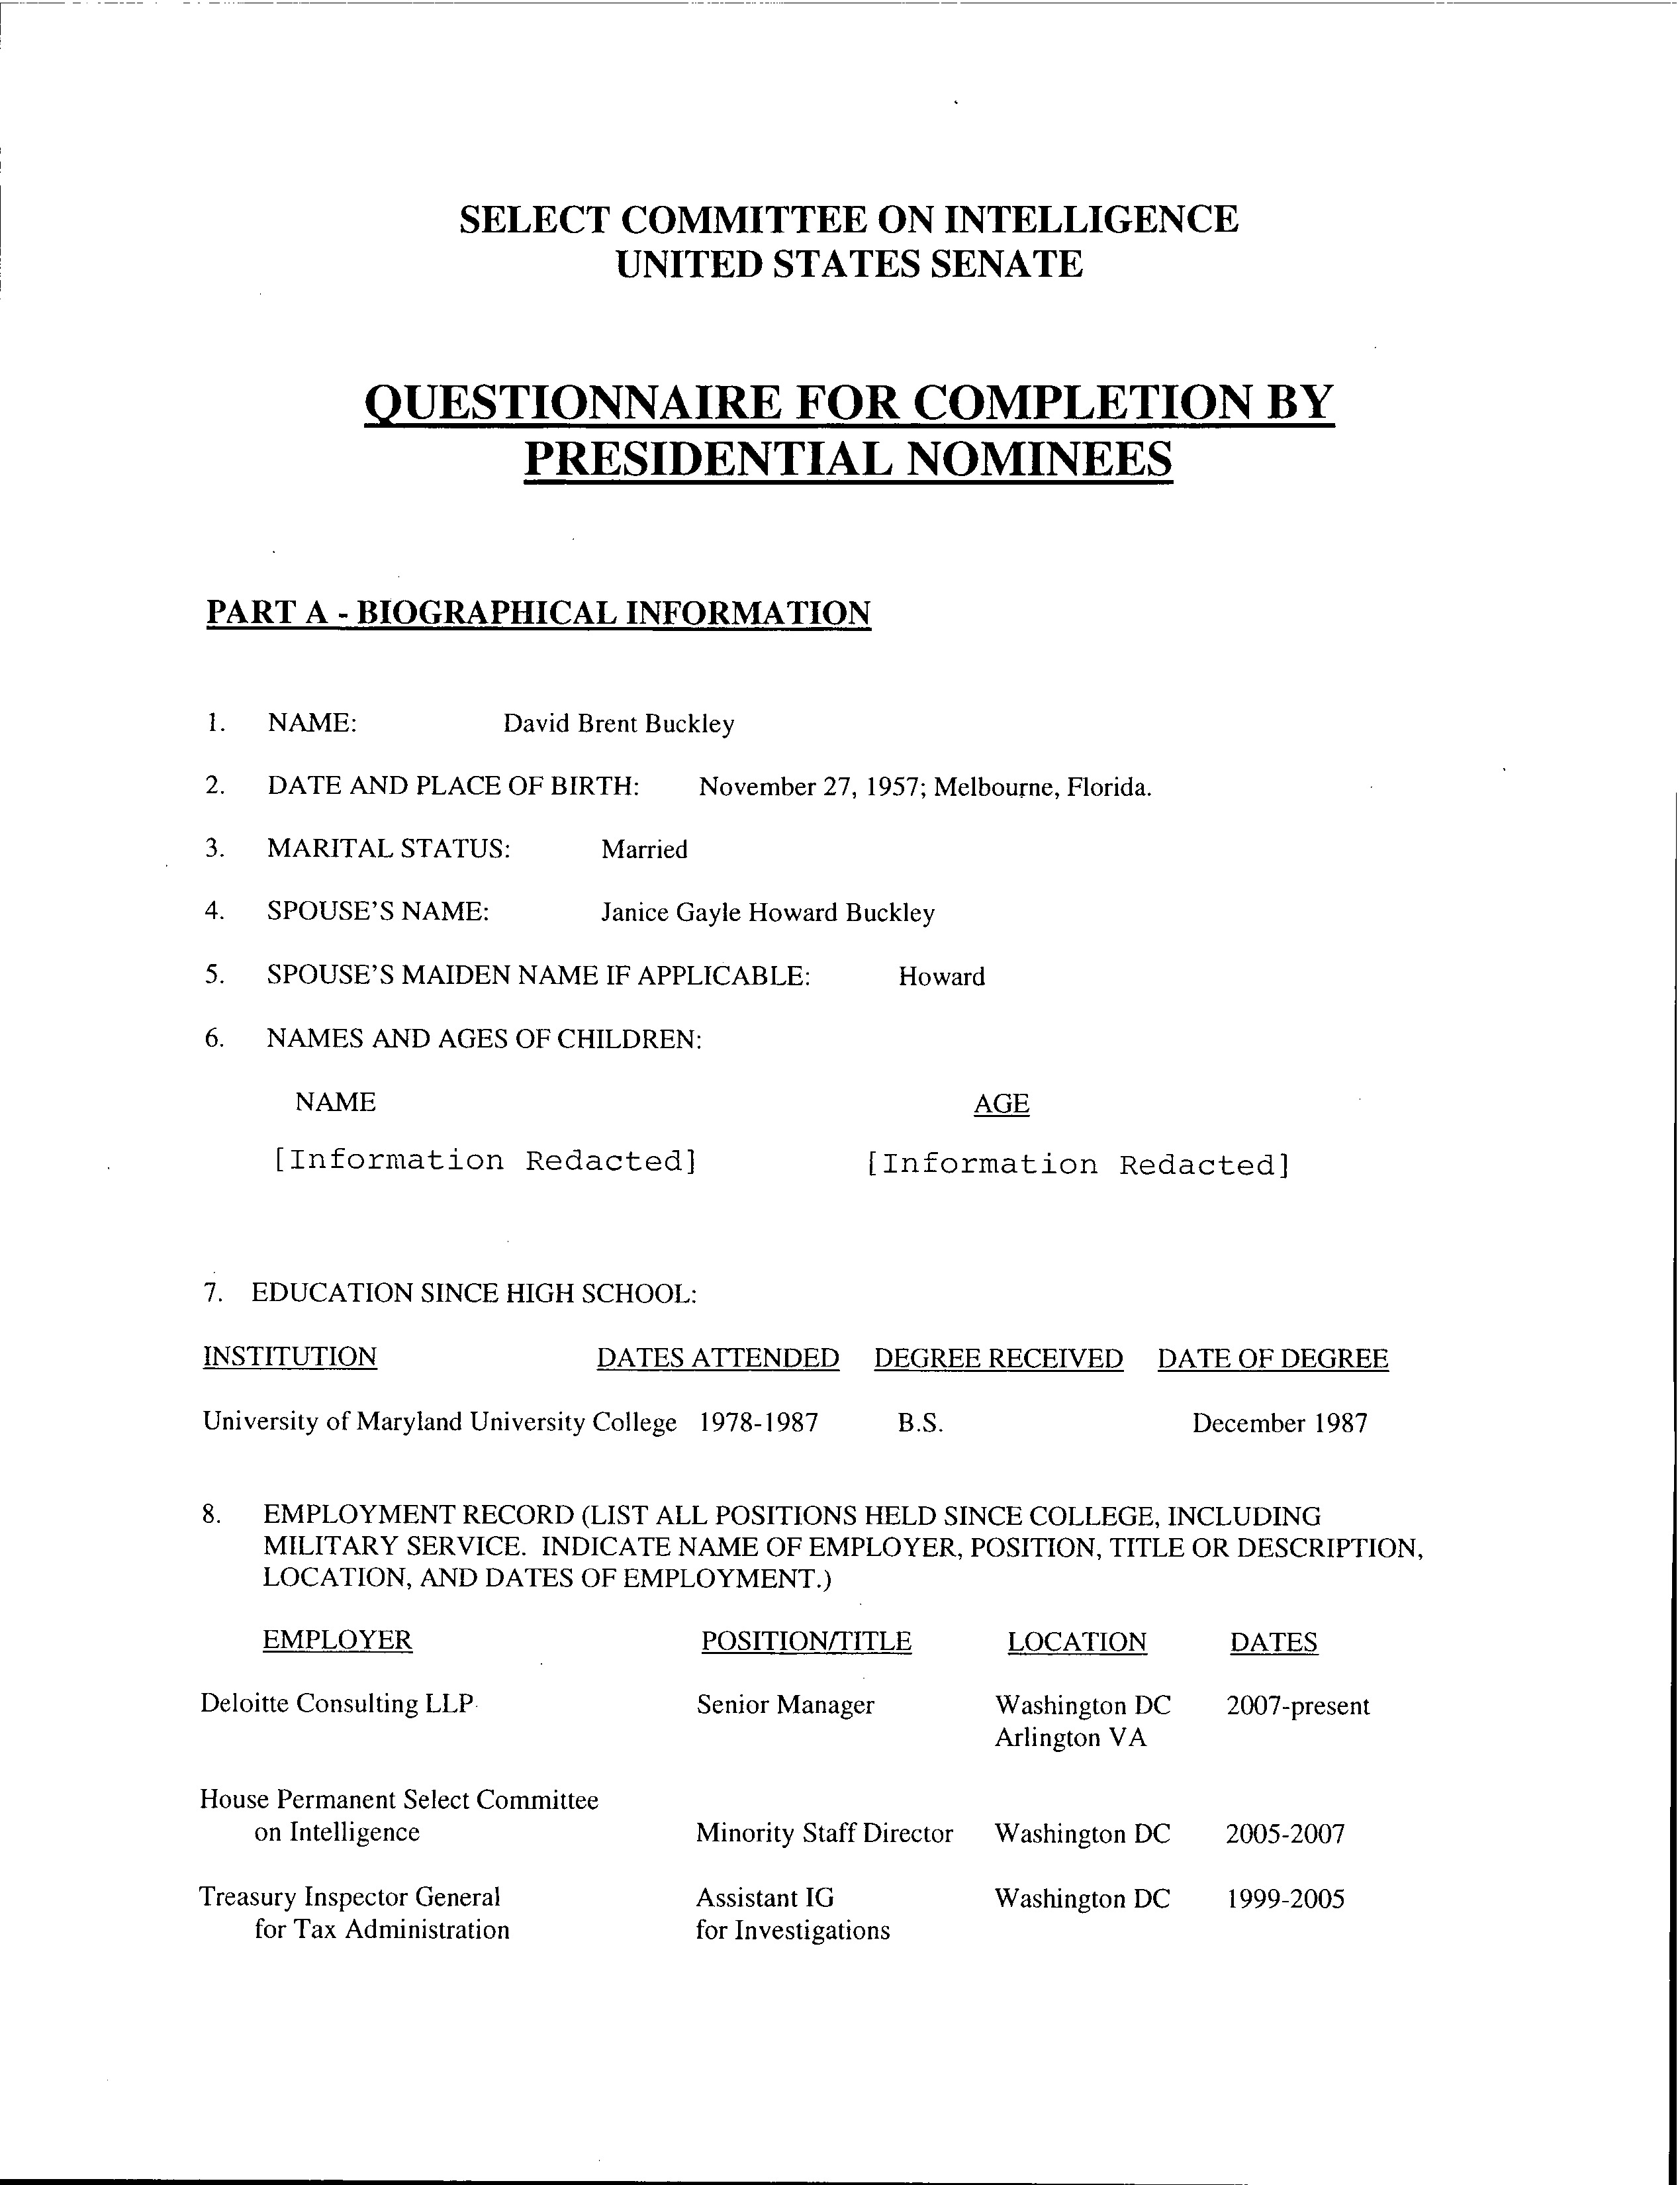 SELECT COMMITTEE ON INTELLIGENCE
UNITED STATES SENATE
QUESTIONNAIRE FOR COMPLETION BY
PRESIDENTIAL NOMINEES
PART A - BIOGRAPHICAL INFORMATION
1. NAME: David Brent Buckley
2. DATE AND PLACE OF BIRTH: November 27, 1957; Melbourne, Florida.
3. MARITAL STATUS: Married
4. SPOUSE'S NAME: Janice Gayle Howard Buckley
5. SPOUSE'S MAIDEN NAME IF APPLICABLE: Howard
6. NAMES AND AGES OF CHILDREN:
NAME AGE
[Information Redacted] [Information Redacted]
7. EDUCATION SINCE HIGH SCHOOL:
INSTITUTION DATES ATTENDED DEGREE RECEIVED DATE OF DEGREE
University of Maryland University College 1978-1987 B.S. December 1987
8. EMPLOYMENT RECORD (LIST ALL POSITIONS HELD SINCE COLLEGE, INCLUDING
MILITARY SERVICE. INDICATE NAME OF EMPLOYER, POSITION, TITLE OR DESCRIPTION,
LOCATION, AND DATES OF EMPLOYMENT.)
EMPLOYER POSITION/TITLE LOCATION DATES
Deloitte Consulting LLP Senior Manager Washington DC 2007-present
Arlington VA
House Permanent Select Committee
on Intelligence Minority Staff Director Washington DC 2005-2007
Treasury Inspector General Assistant IG Washington DC 1999-2005
for Tax Administration for Investigations